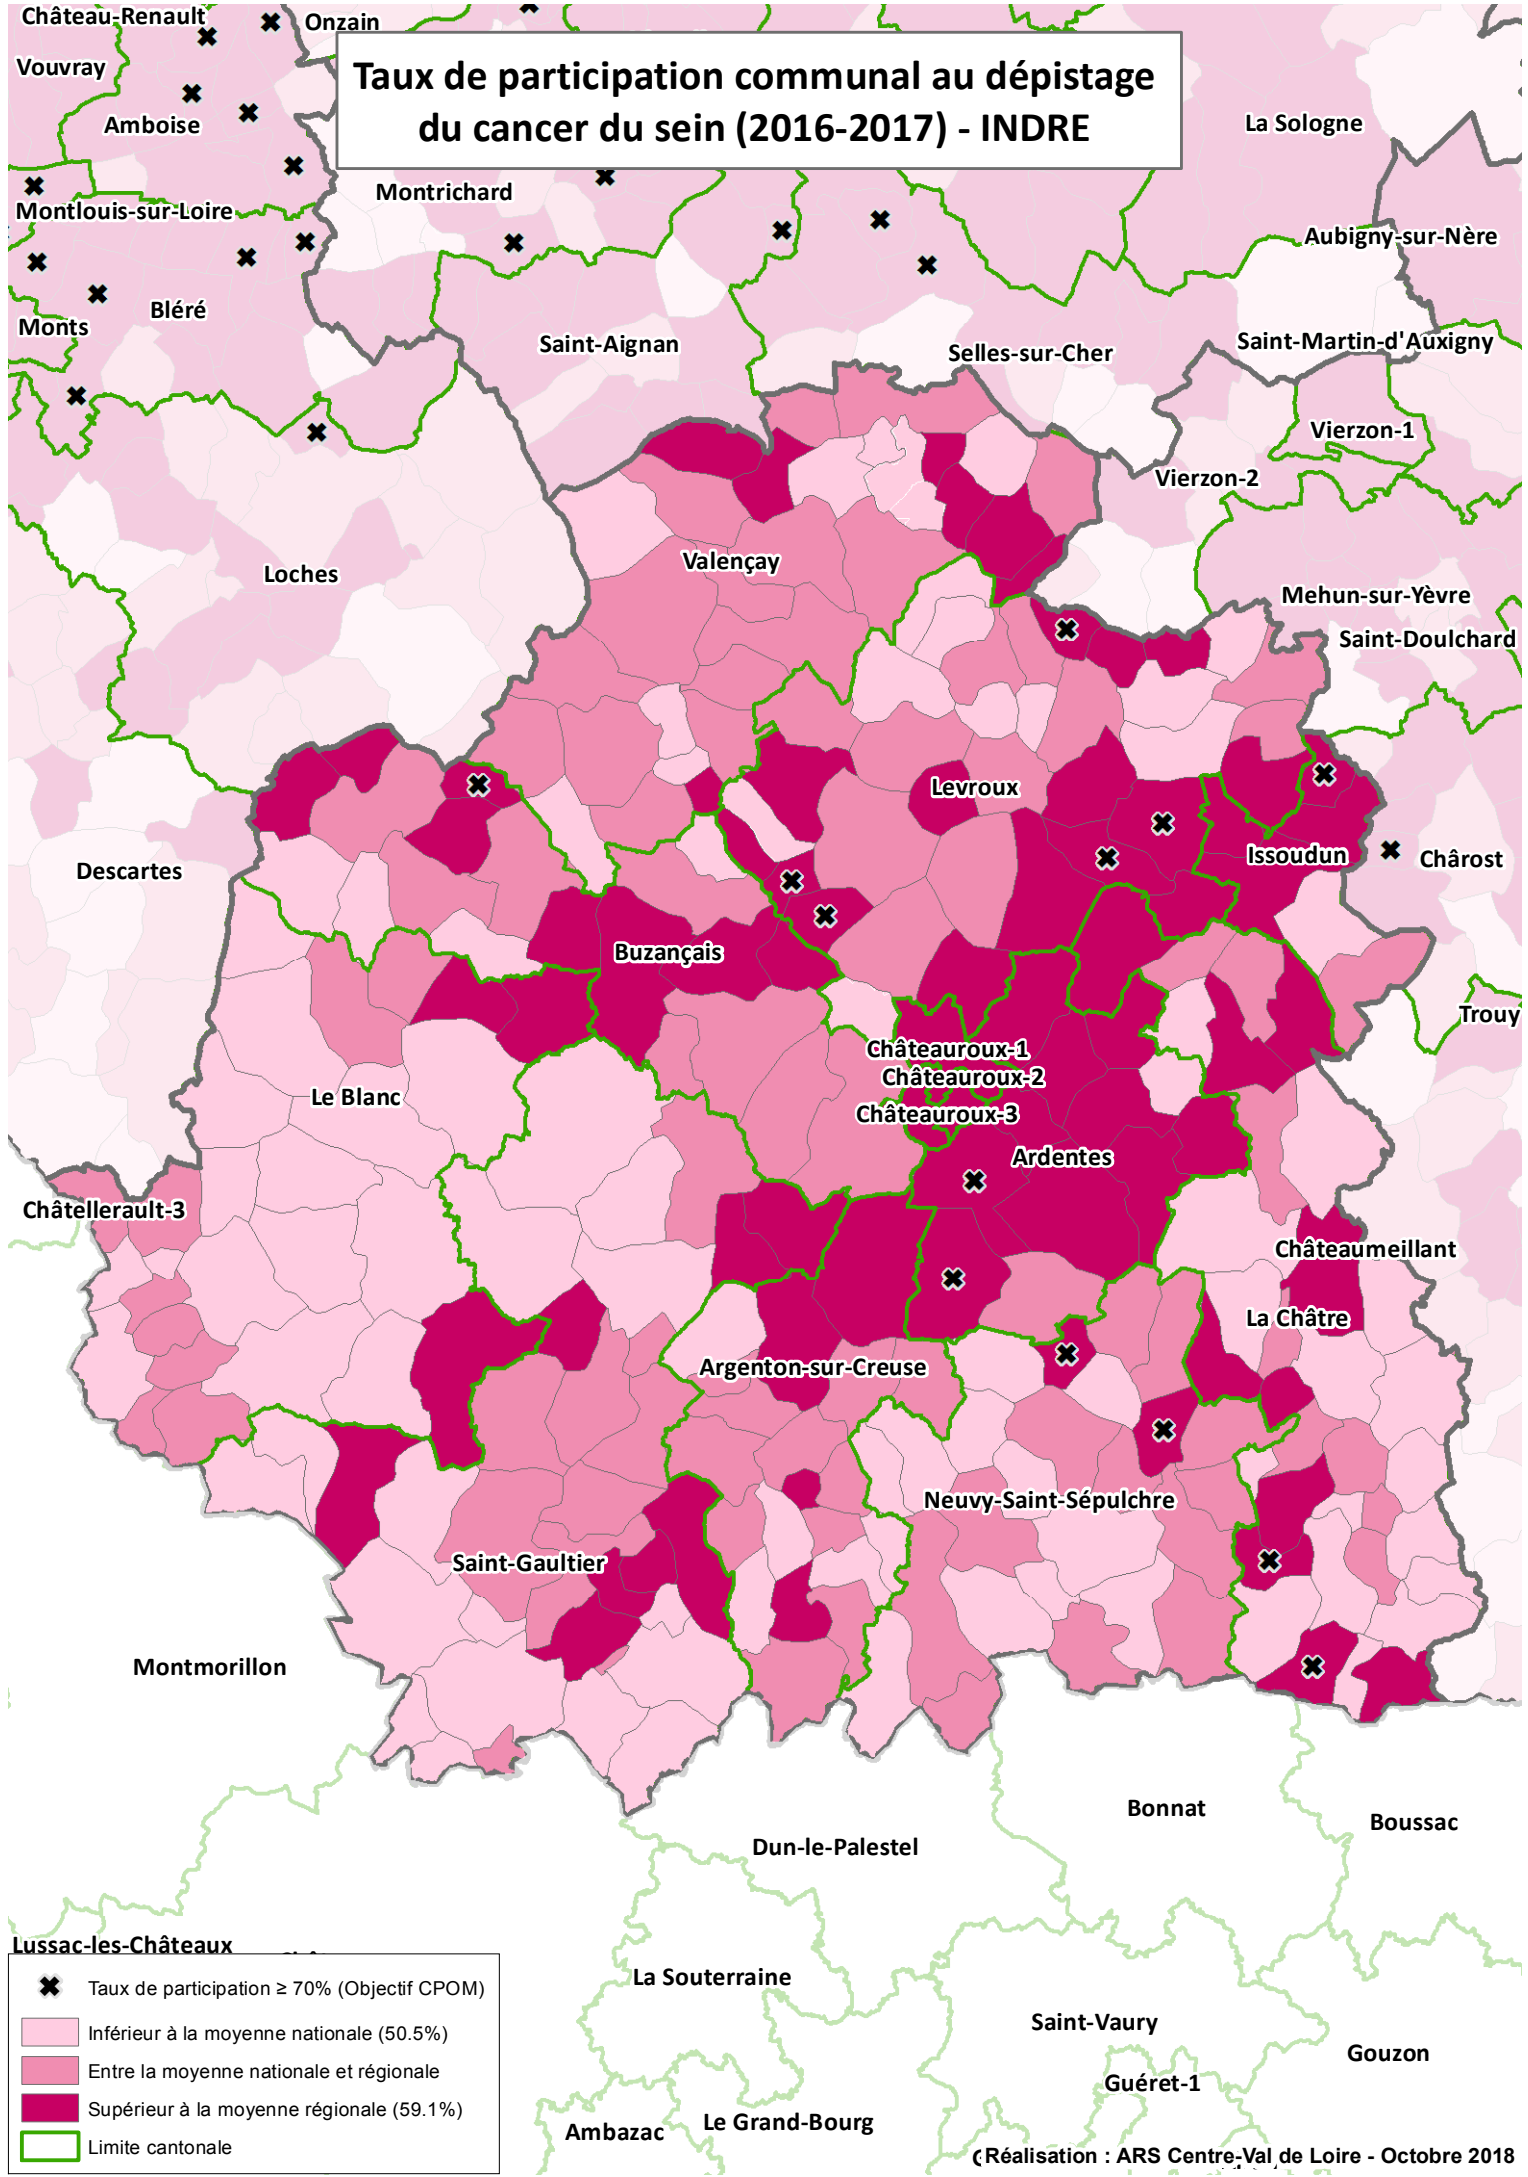 Château-Renault
Onzain
Vouvray
Taux de participation communal au dépistage
du cancer du sein (2016-2017) - INDRE
Amboise
La Sologne
Montrichard
Montlouis-sur-Loire
Aubigny-sur-Nère
Bléré
Monts
Saint-Aignan
Selles-sur-Cher
Saint-Martin-d'Auxigny
Vierzon-1
Vierzon-2
Valençay
Loches
Mehun-sur-Yèvre
Saint-Doulchard
Levroux
Descartes
Issoudun
Chârost
Buzançais
Trouy
Châteauroux-1
Châteauroux-2
Le Blanc
Châteauroux-3
Ardentes
Châtellerault-3
Châteaumeillant
La Châtre
Argenton-sur-Creuse
Neuvy-Saint-Sépulchre
Saint-Gaultier
Montmorillon
Bonnat
Boussac
Dun-le-Palestel
Lussac-les-Châteaux
La Souterraine
Saint-Vaury
Gouzon
Guéret-1
Le Grand-Bourg
Ambazac
Taux de participation ≥ 70% (Objectif CPOM)
Inférieur à la moyenne nationale (50.5%)
Entre la moyenne nationale et régionale
Supérieur à la moyenne régionale (59.1%)
Limite cantonale
Réalisation : ARS Centre-Val de Loire - Octobre 2018